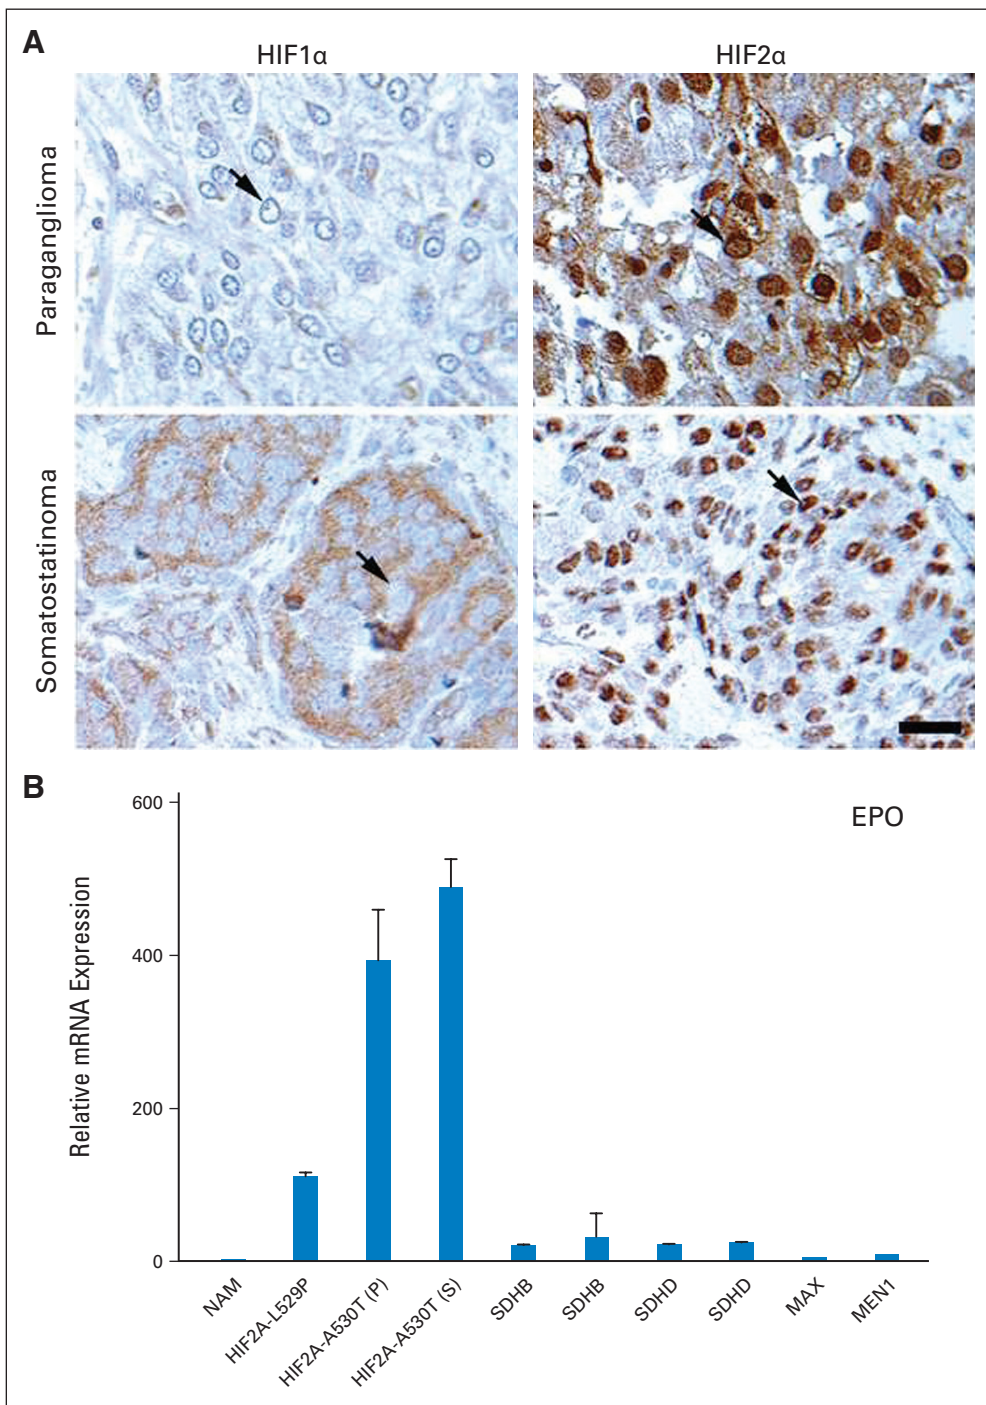 A
HIF1α
HIF2α
Paraganglioma
Somatostatinoma
B
EPO
Relative mRNA Expression
600
400
200
0
NAM
HIF2A-L529P
HIF2A-A530T (P)
HIF2A-A530T (S)
SDHB
SDHB
SDHD
SDHD
MAX
MEN1